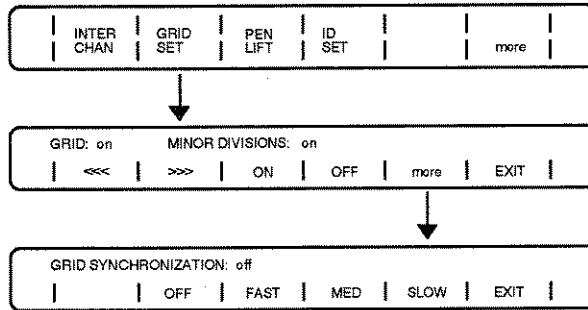 INTER CHAN | GRID SET | PEN LIFT | ID SET | | more
GRID: on MINOR DIVISIONS: on
<<< | >>> | ON | OFF | more | EXIT
GRID SYNCHRONIZATION: off
| OFF | FAST | MED | SLOW | EXIT